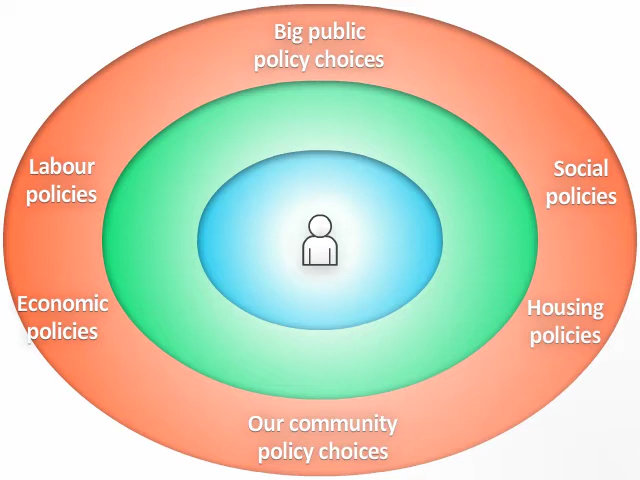 Big public
policy choices
Labour
policies
Social
policies
Economic
policies
Housing
policies
Our community
policy choices